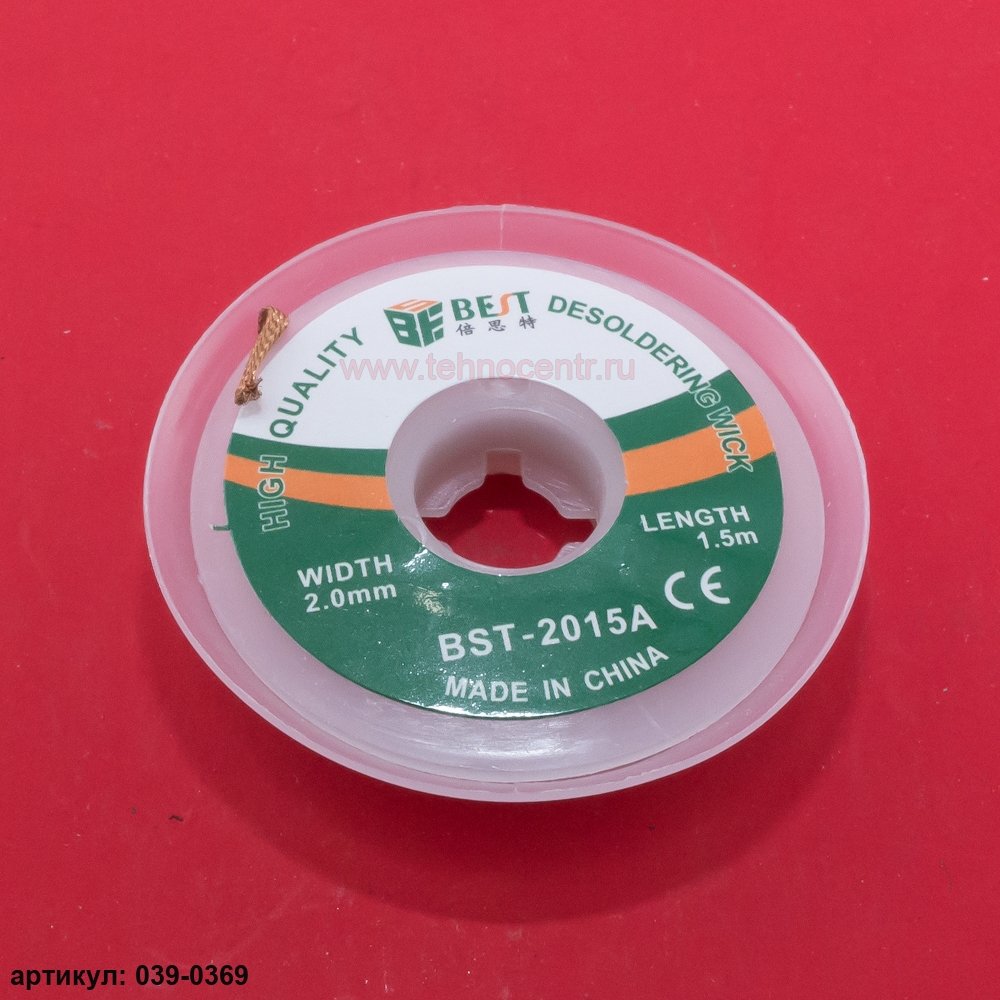 BEST
倍思特
HIGH QUALITY
DESOLDERING WICK
www.tehnocentr.ru
WIDTH
2.0mm
LENGTH
1.5m
CE
BST-2015A
MADE IN CHINA
артикул: 039-0369